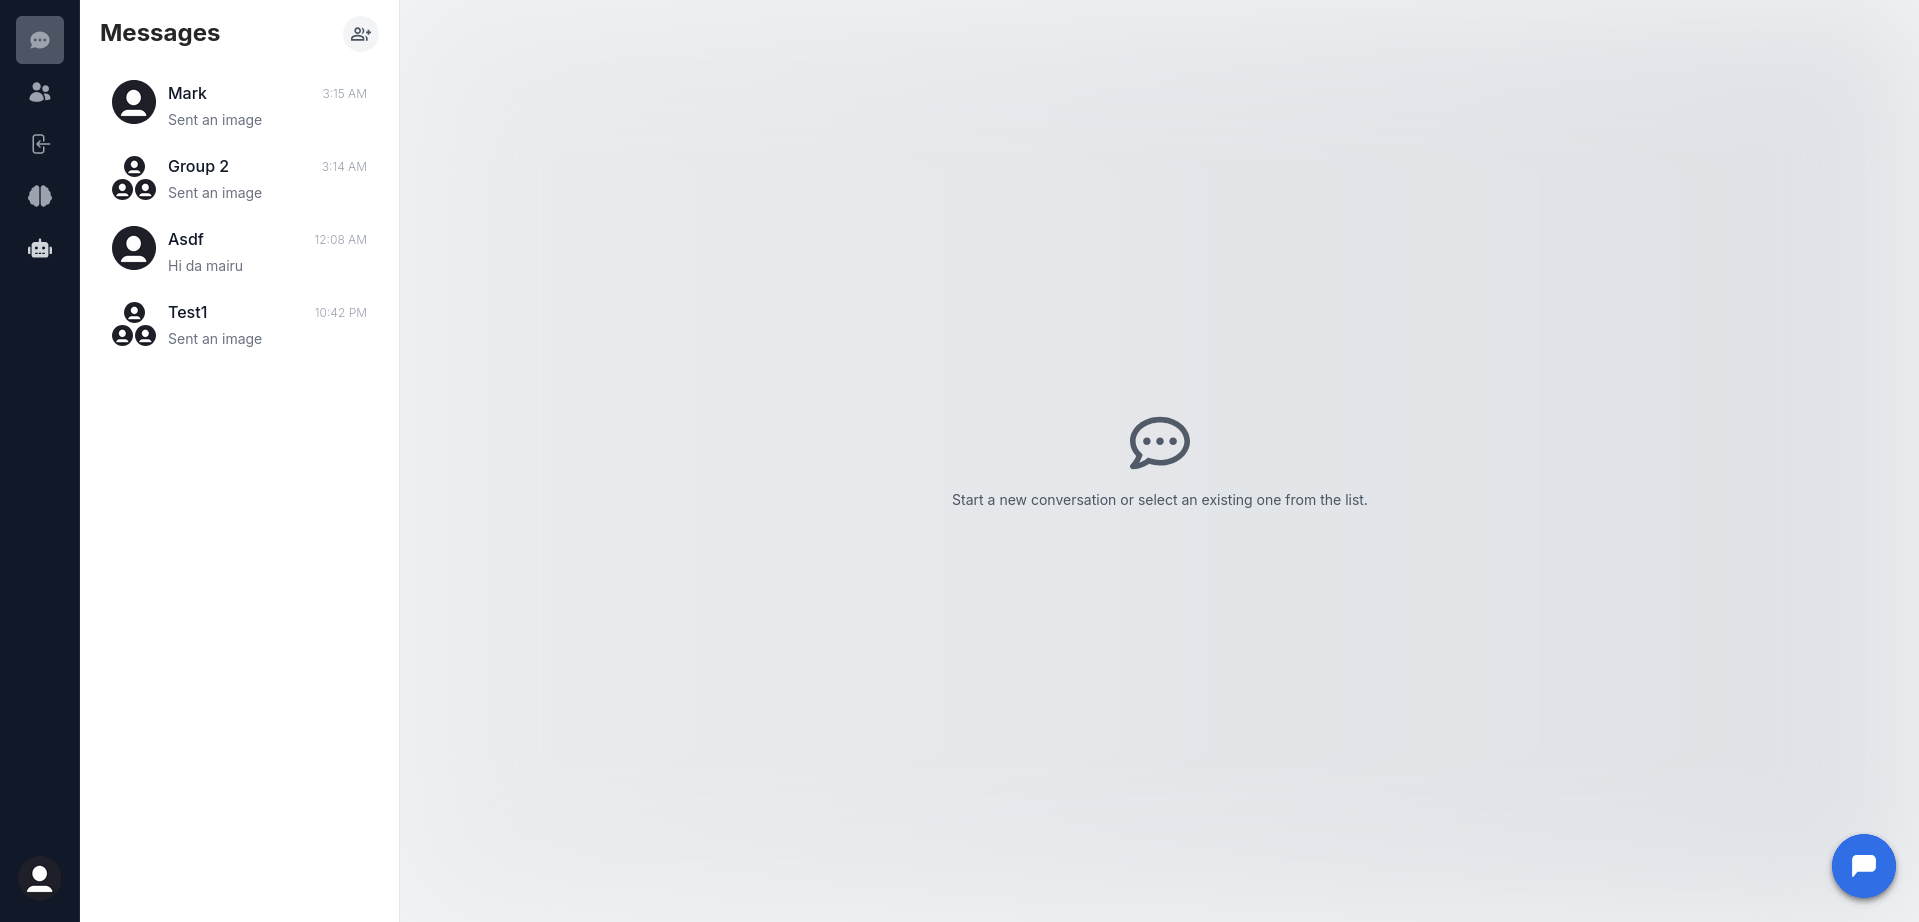 Messages
Mark
3:15 AM
Sent an image
Group 2
3:14 AM
Sent an image
Asdf
12:08 AM
Hi da mairu
Test1
10:42 PM
Sent an image
Start a new conversation or select an existing one from the list.